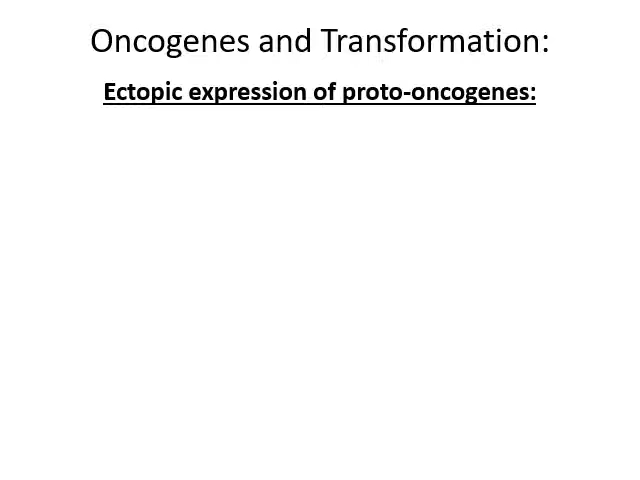 Oncogenes and Transformation:
Ectopic expression of proto-oncogenes: